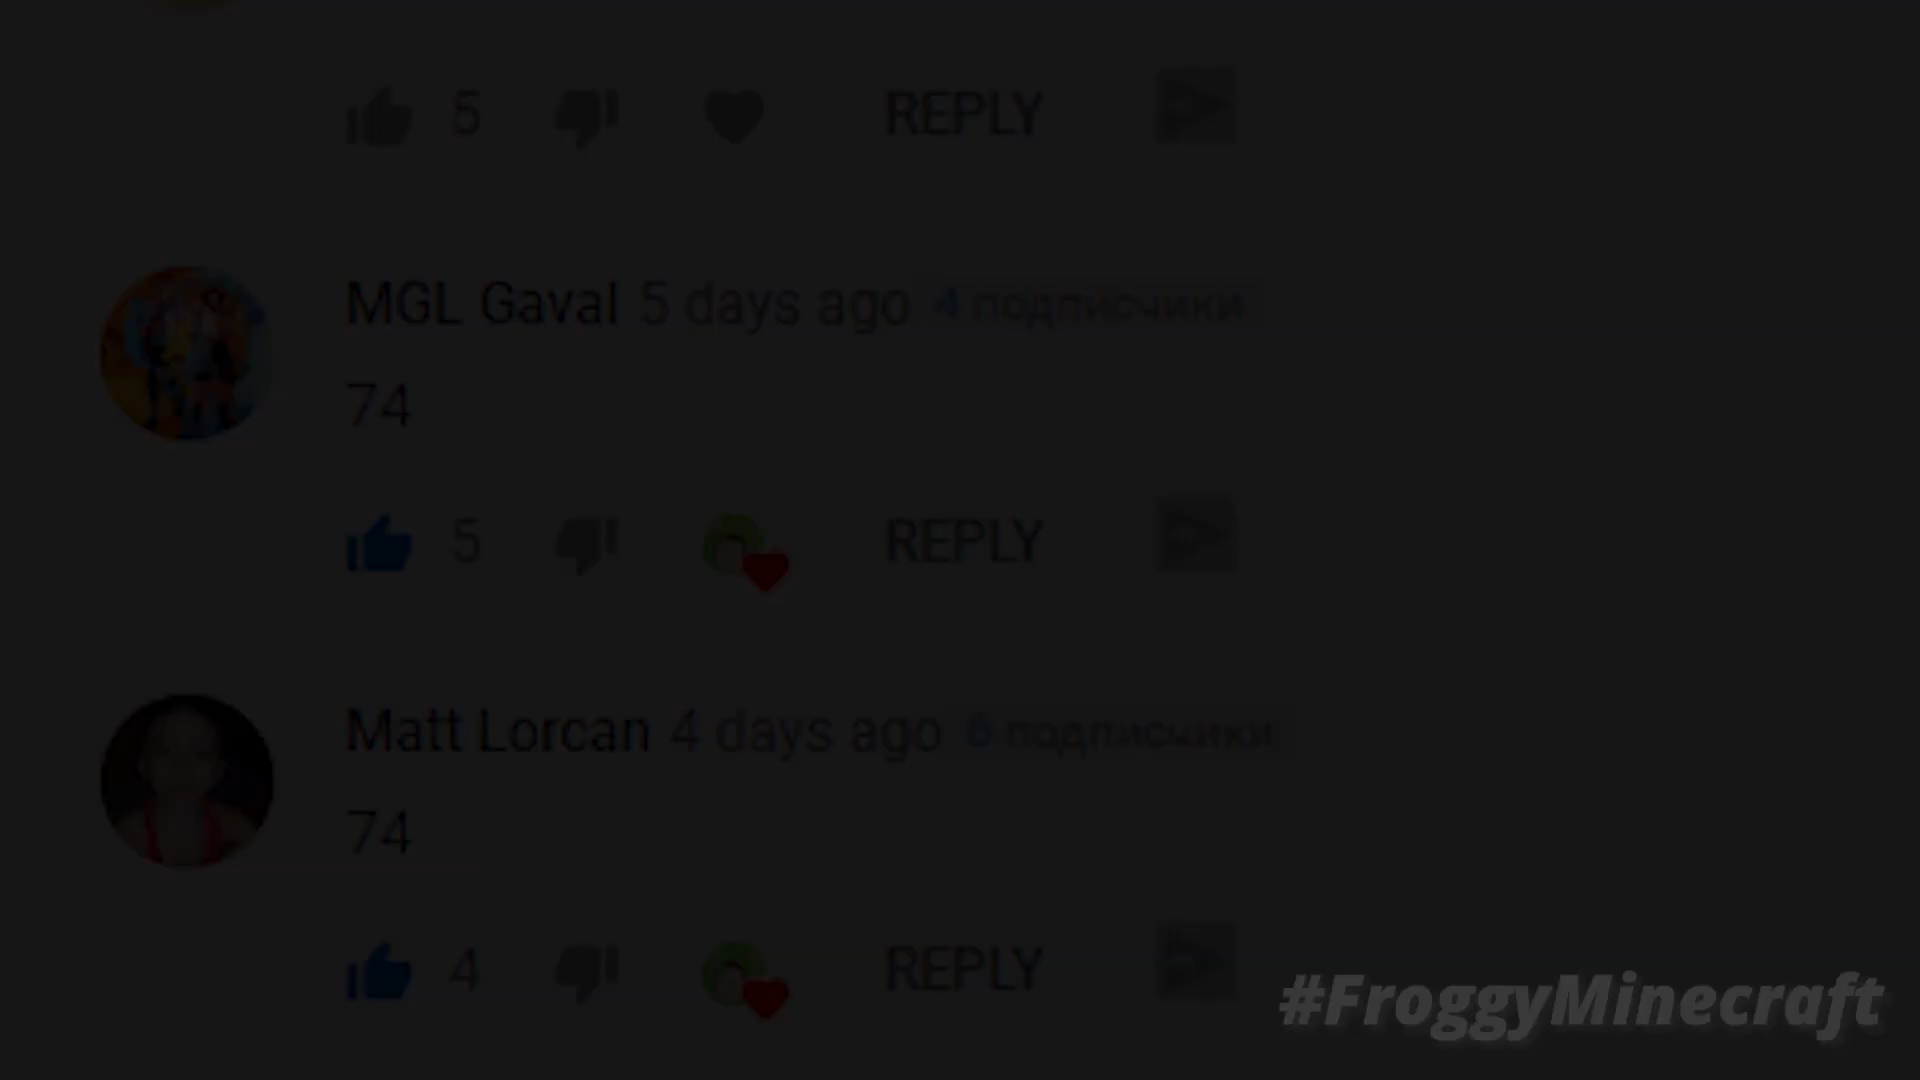 5 REPLY
MGL Gaval 5 days ago 4 подписчики
74
5 REPLY
Matt Lorcan 4 days ago 6 подписчики
74
4 REPLY
#FroggyMinecraft